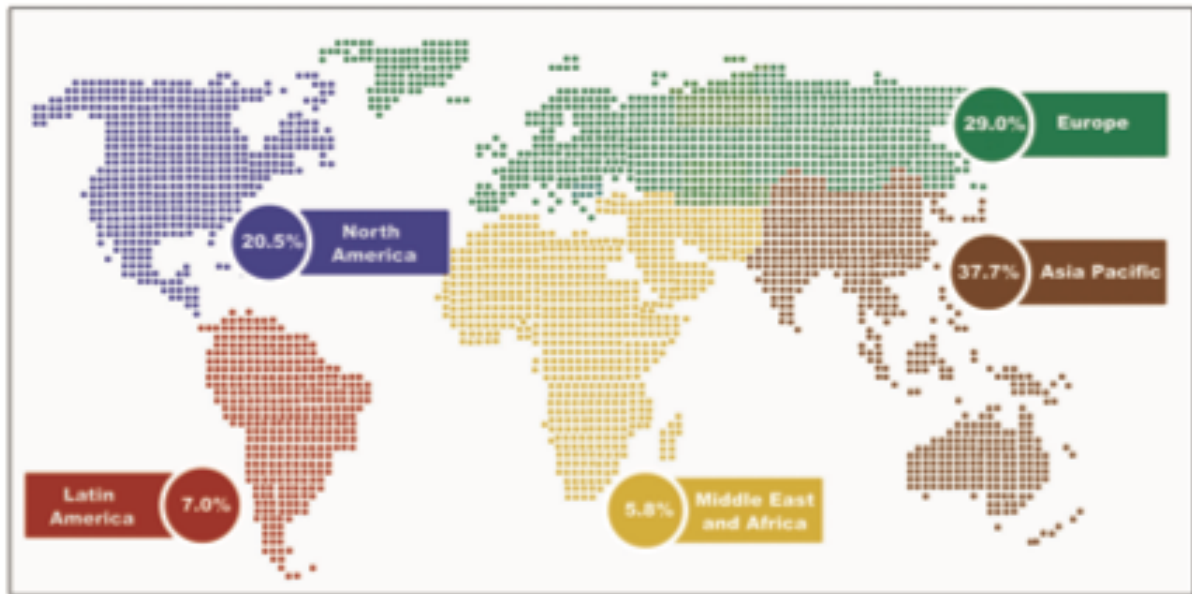 29.0% Europe
20.5% North
America
37.7% Asia Pacific
Latin
America 7.0%
5.8% Middle East
and Africa